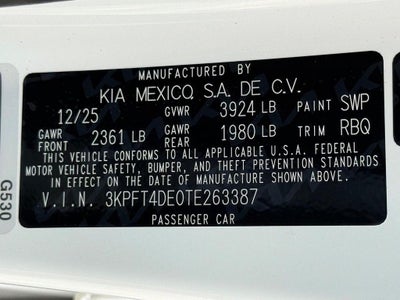 MANUFACTURED BY
KIA MEXICO, S.A. DE C.V.
12/25 GVWR 3924 LB PAINT SWP
GAWR FRONT 2361 LB GAWR REAR 1980 LB TRIM RBQ
THIS VEHICLE CONFORMS TO ALL APPLICABLE U.S.A. FEDERAL
MOTOR VEHICLE SAFETY, BUMPER, AND THEFT PREVENTION STANDARDS
IN EFFECT ON THE DATE OF MANUFACTURE SHOWN ABOVE.
V.I.N. 3KPFT4DE0TE263387
PASSENGER CAR
G530